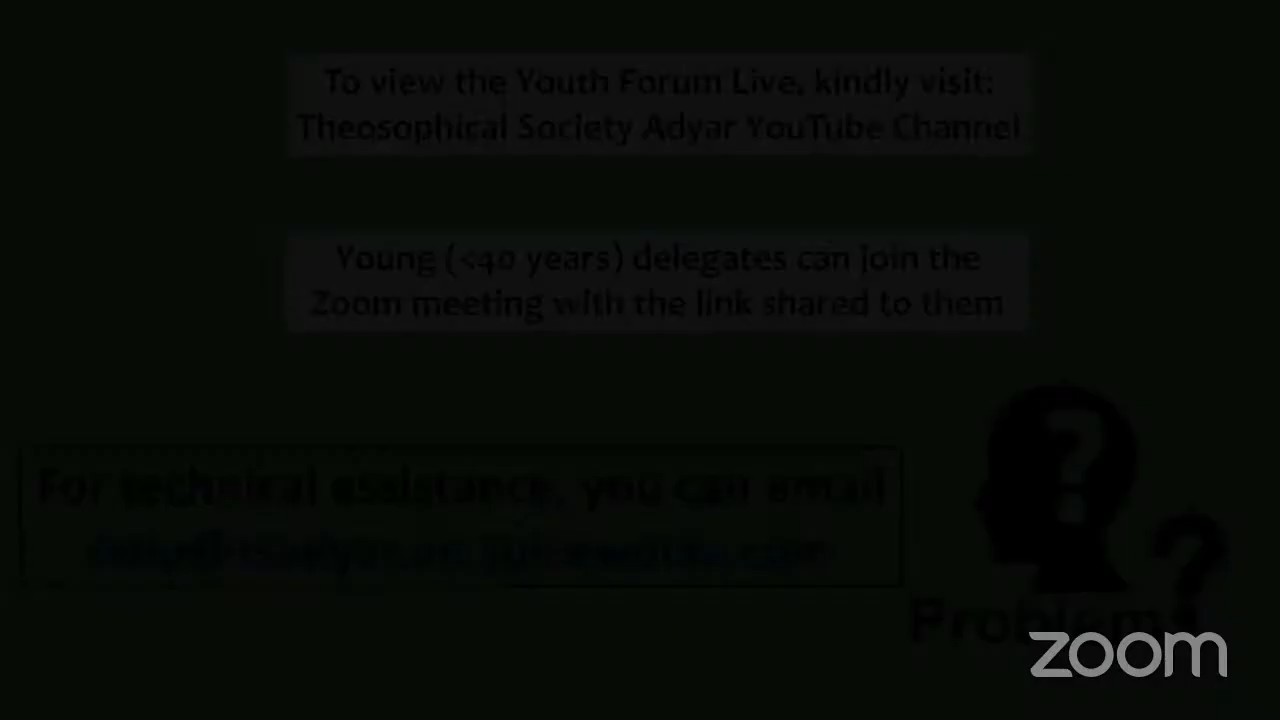 To view the Youth Forum Live, kindly visit:
Theosophical Society Adyar YouTube Channel
Young (<40 years) delegates can join the
Zoom meeting with the link shared to them
For technical assistance, you can email
Problems
zoom